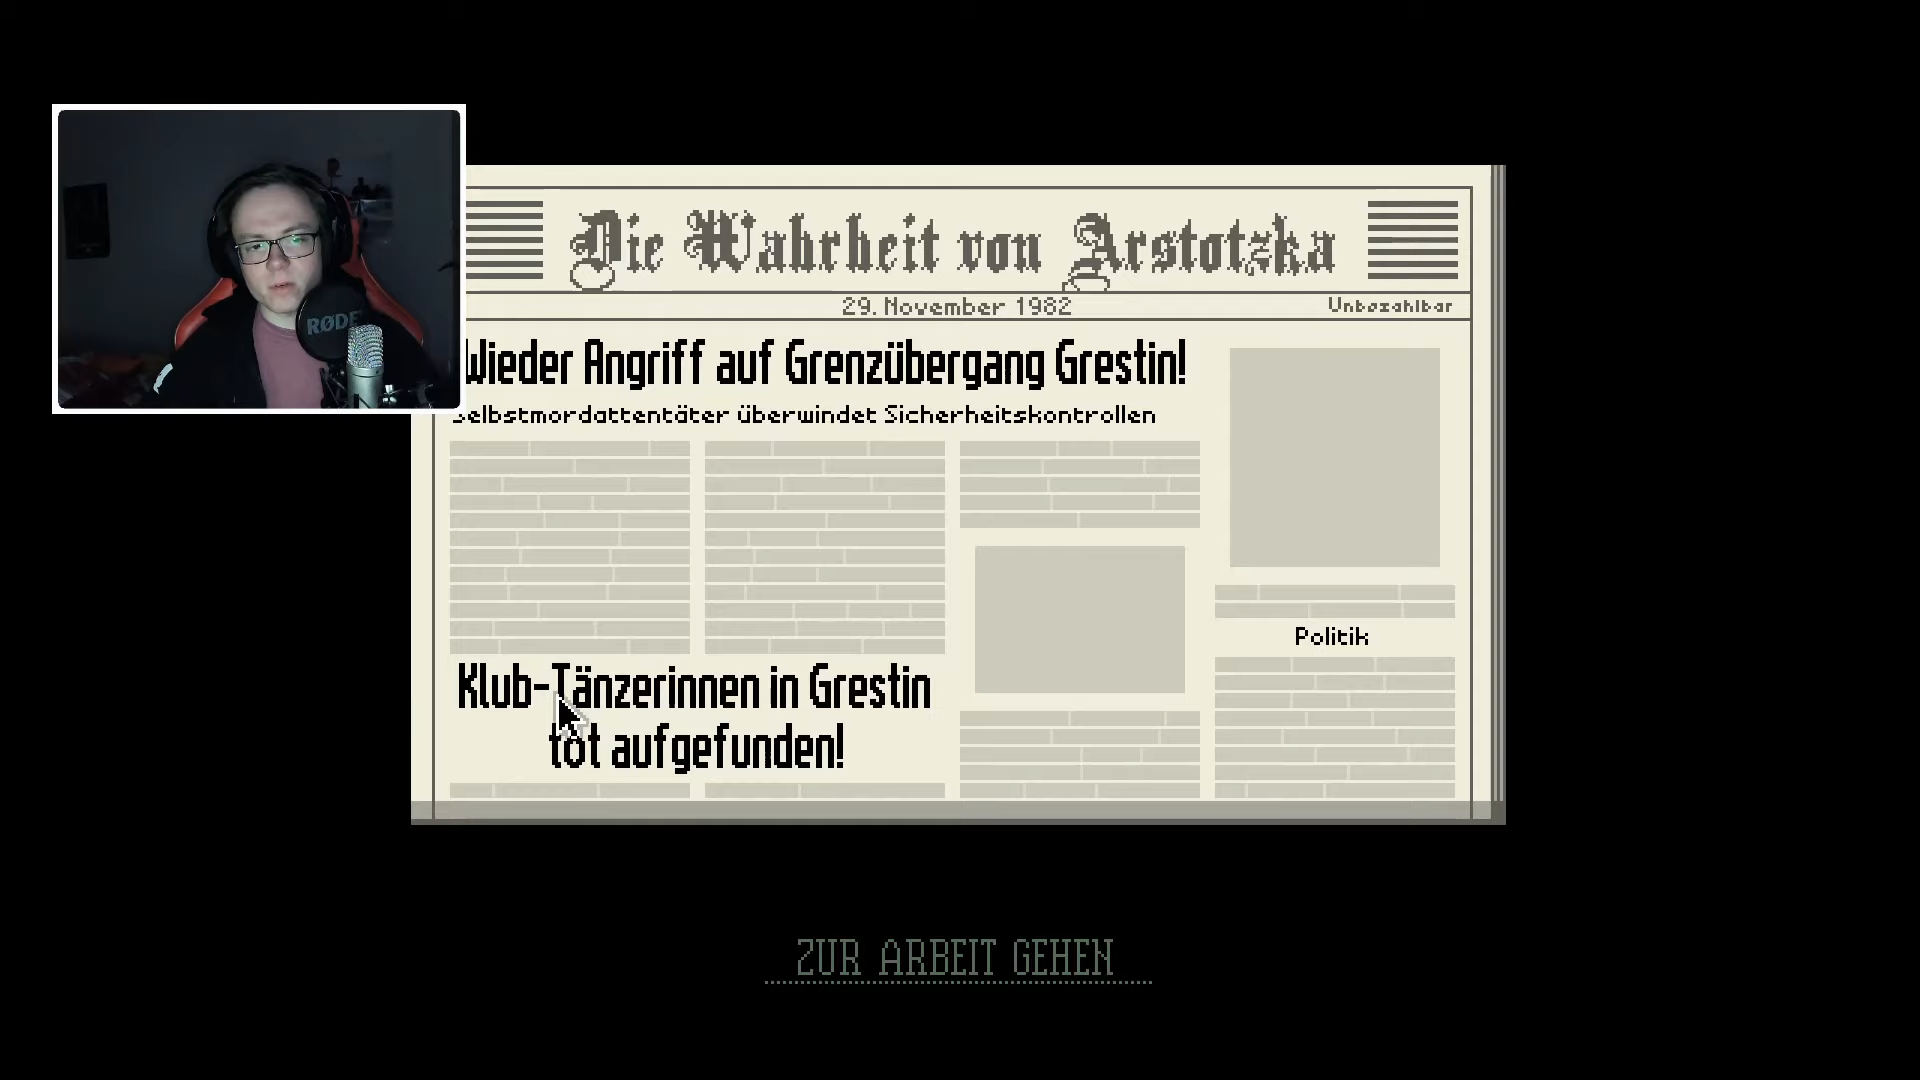 Die Wahrheit von Arstotzka
29. November 1982
Unbezahlbar
Wieder Angriff auf Grenzübergang Grestin!
Selbstmordattentäter überwindet Sicherheitskontrollen
Klub-Tänzerinnen in Grestin
tot aufgefunden!
Politik
ZUR ARBEIT GEHEN
RØDE